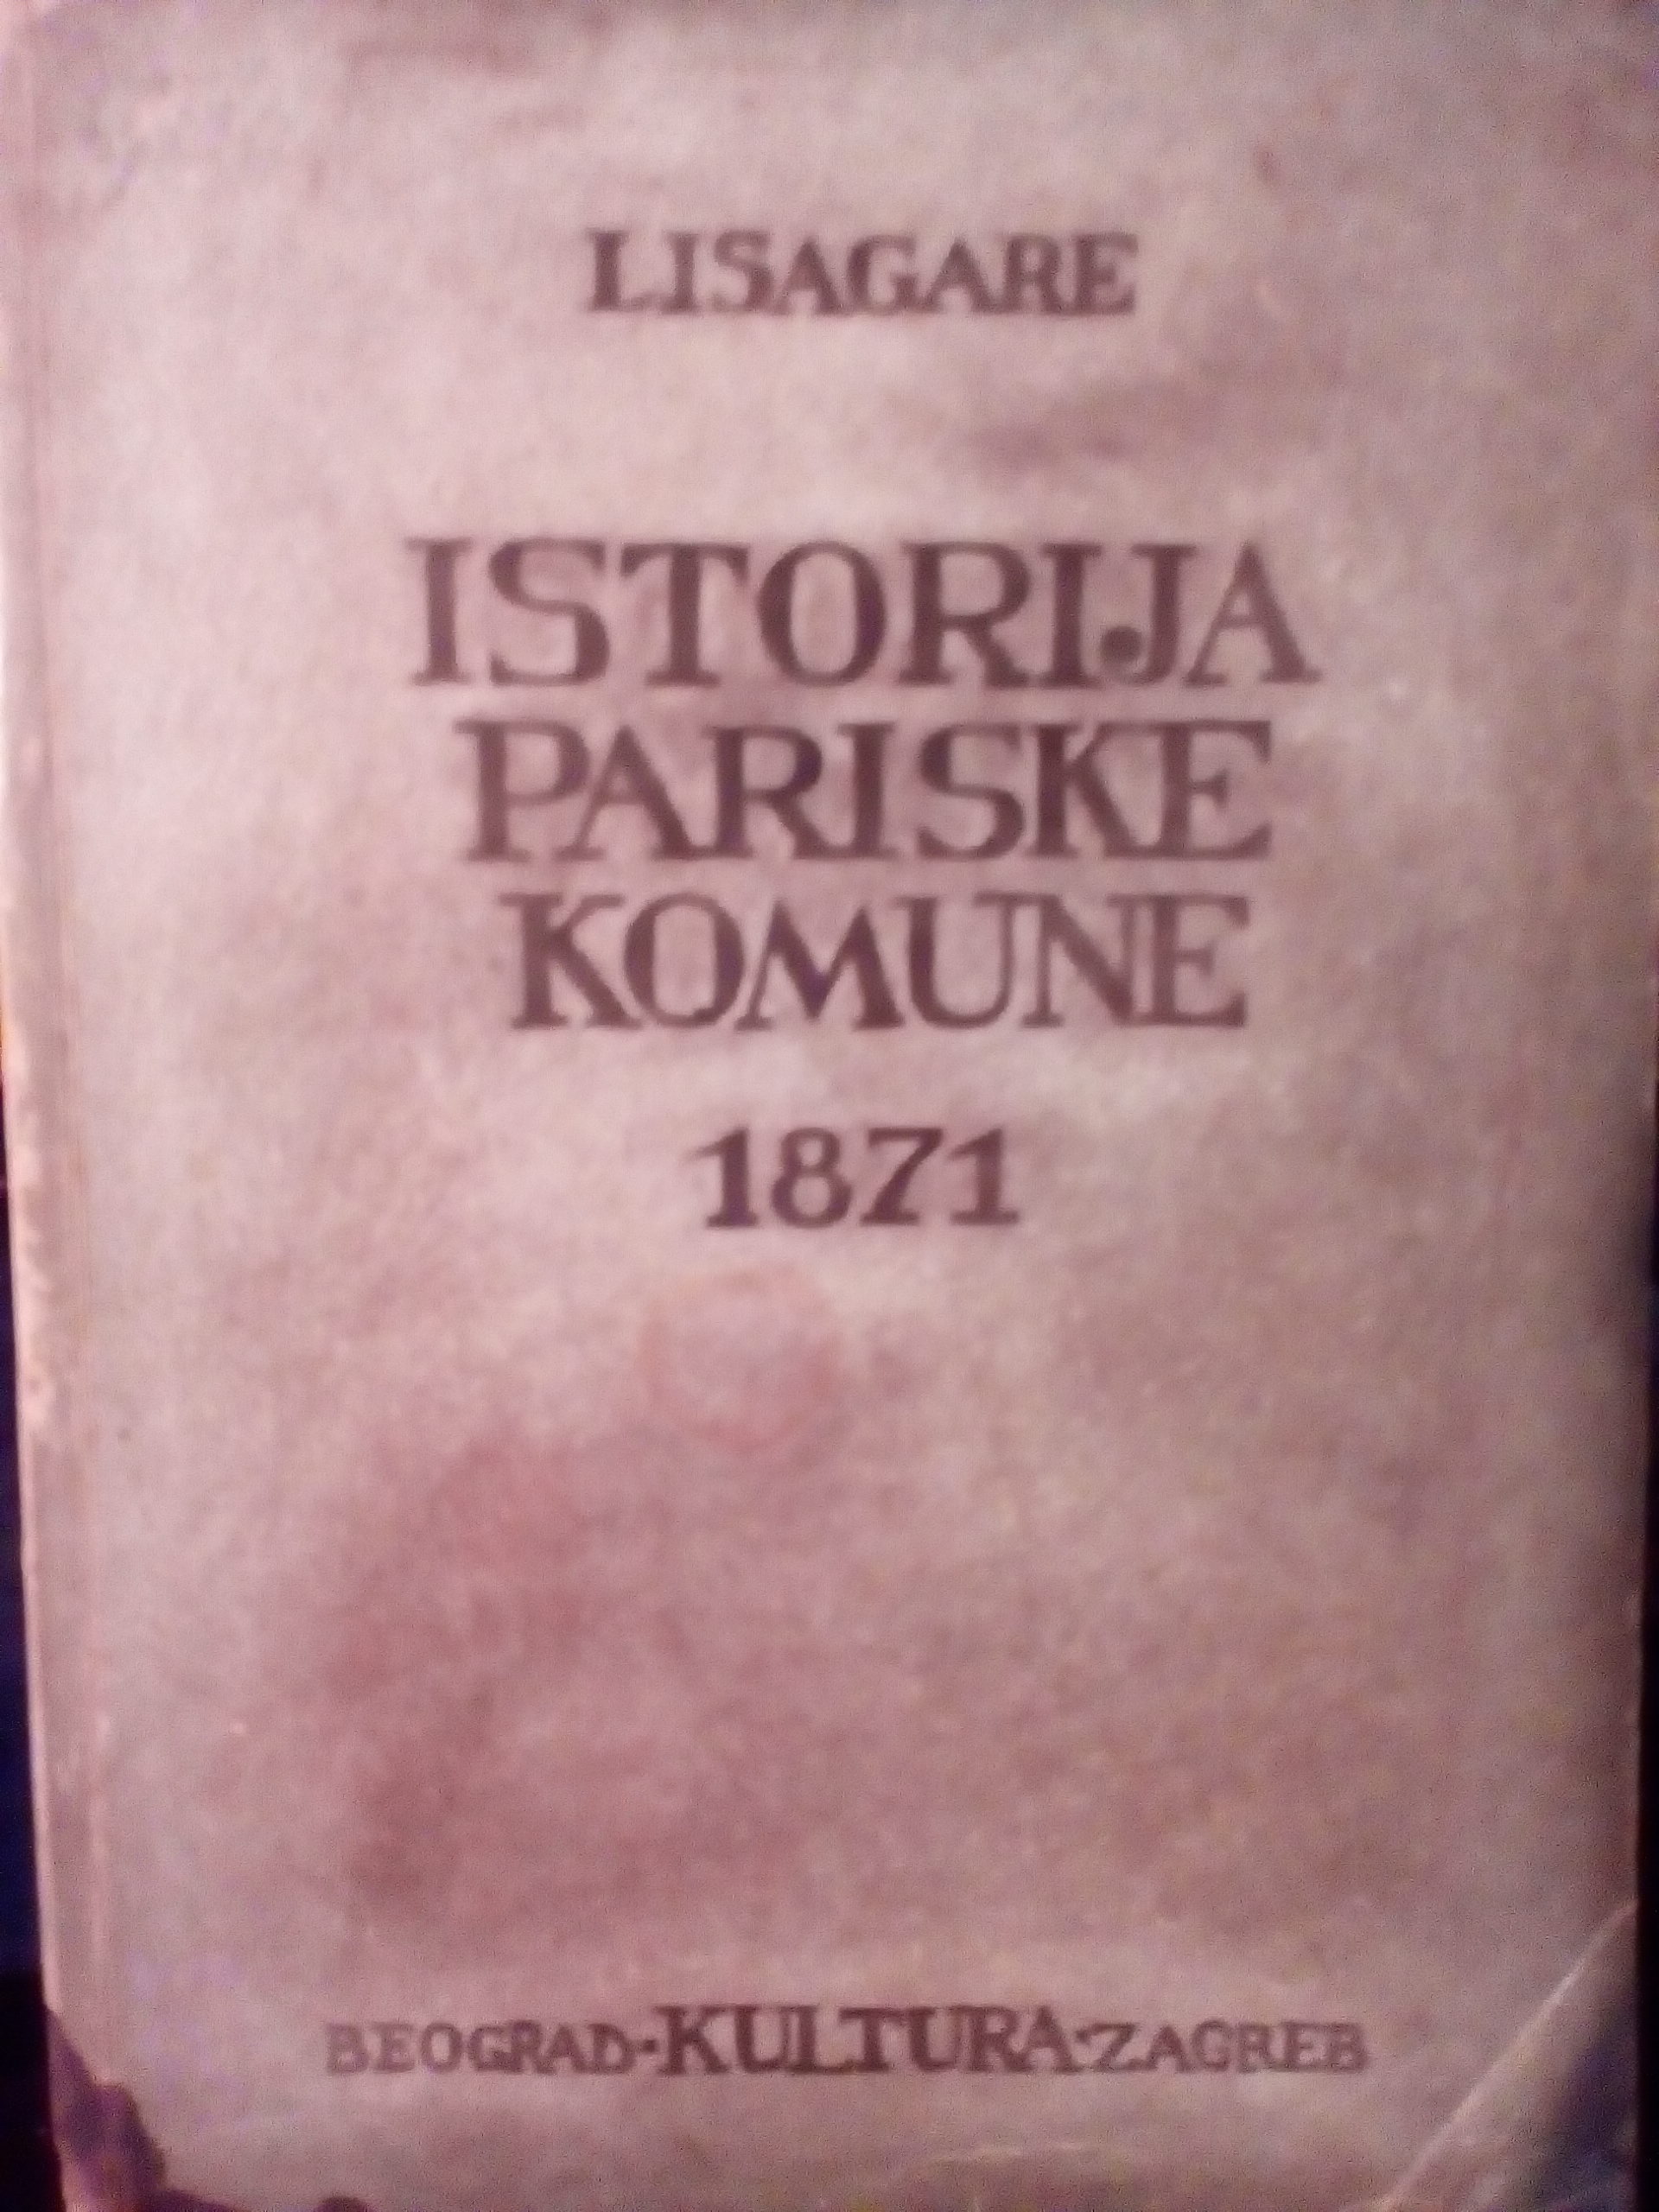 LISAGARE
ISTORIJA
PARISKE
KOMUNE
1871
BEOGRAD-KULTURA-ZAGREB